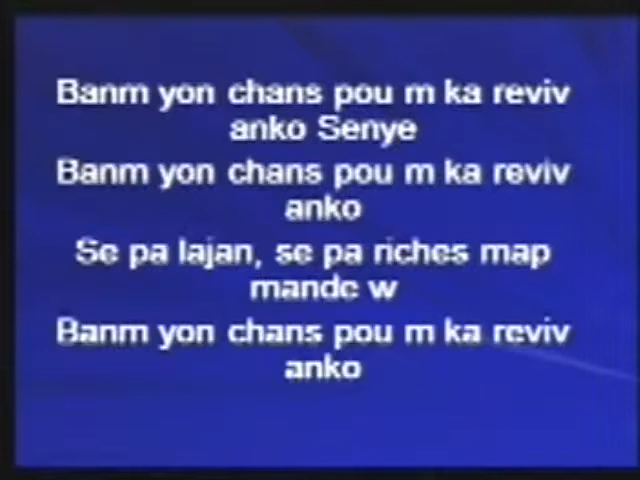 Banm yon chans pou m ka reviv
anko Senye
Banm yon chans pou m ka reviv
anko
Se pa lajan, se pa riches map
mande w
Banm yon chans pou m ka reviv
anko